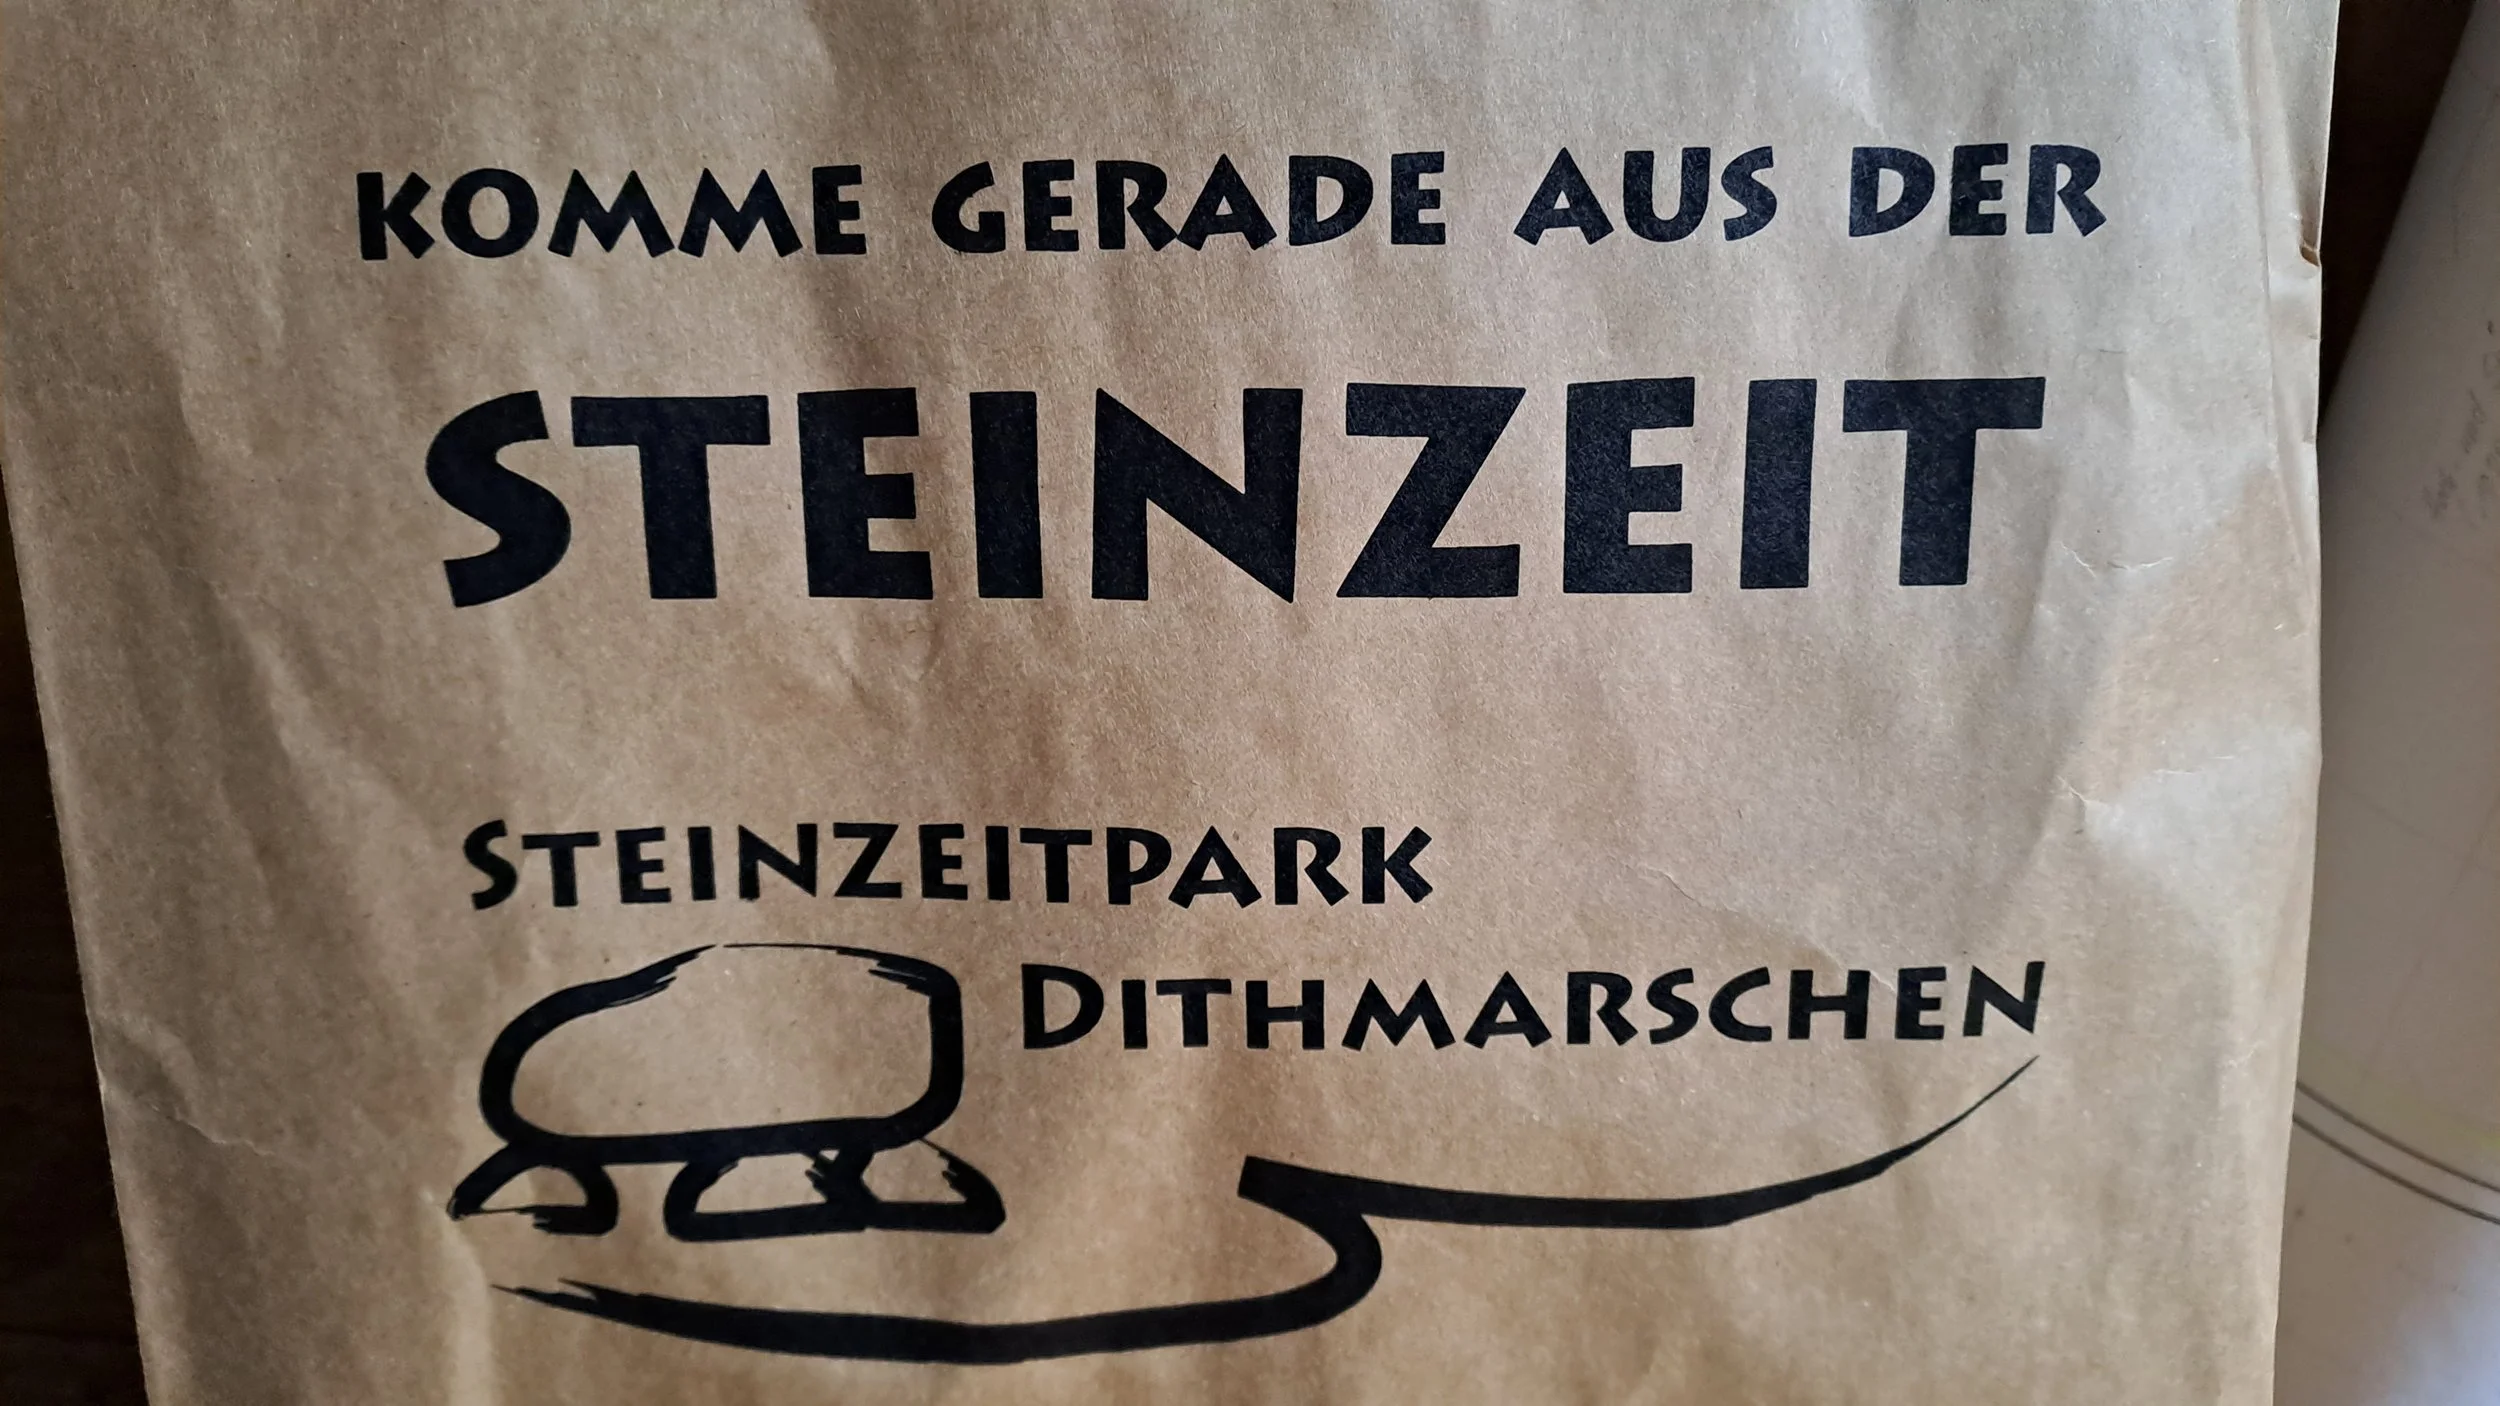 KOMME GERADE AUS DER
STEINZEIT
STEINZEITPARK
DITHMARSCHEN